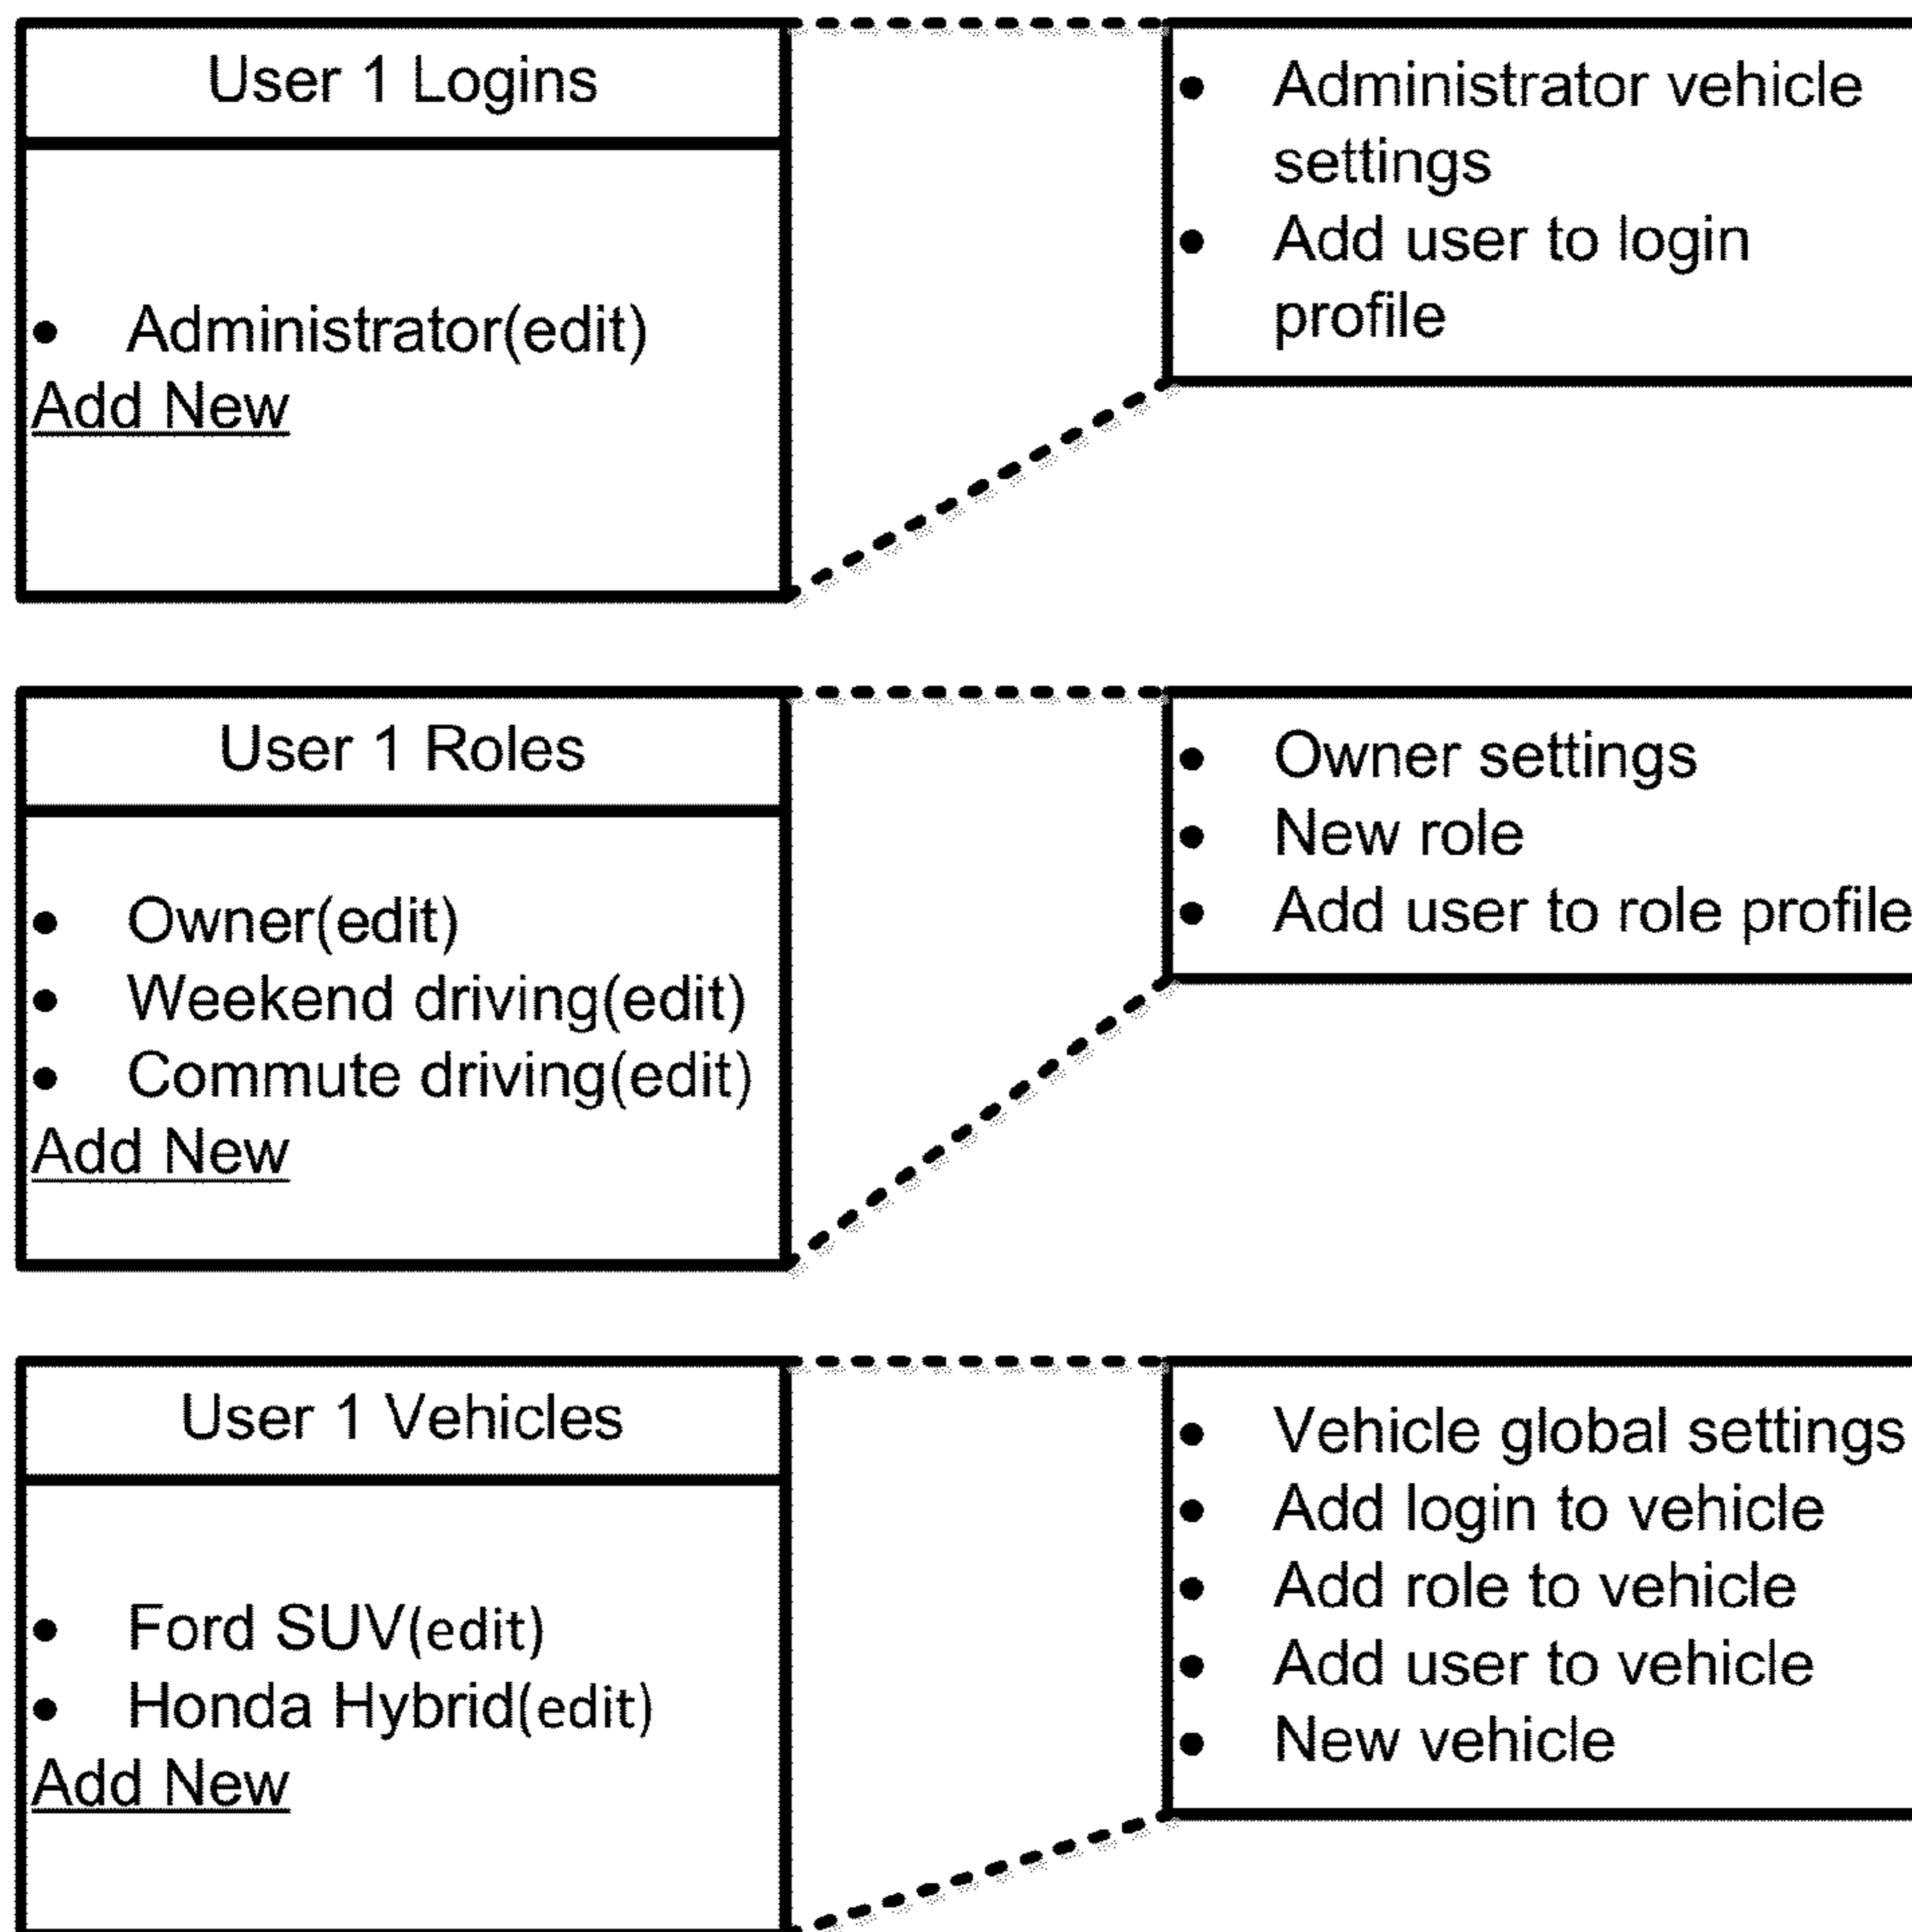 User 1 Logins
• Administrator(edit)
Add New
• Administrator vehicle
settings
• Add user to login
profile
User 1 Roles
• Owner(edit)
• Weekend driving(edit)
• Commute driving(edit)
Add New
• Owner settings
• New role
• Add user to role profile
User 1 Vehicles
• Ford SUV(edit)
• Honda Hybrid(edit)
Add New
• Vehicle global settings
• Add login to vehicle
• Add role to vehicle
• Add user to vehicle
• New vehicle